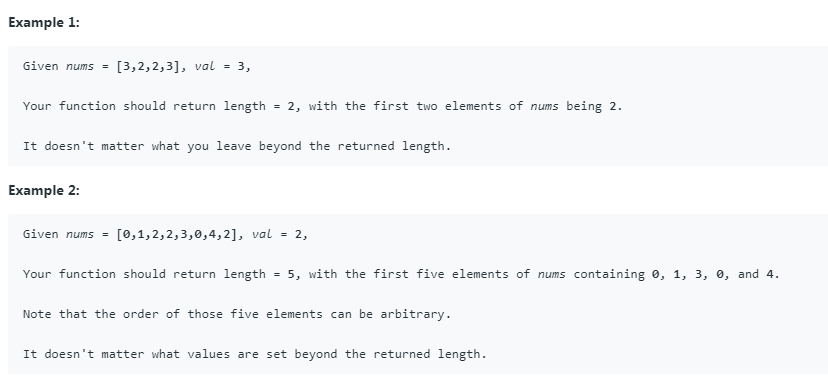 Example 1:
Given nums = [3,2,2,3], val = 3,
Your function should return length = 2, with the first two elements of nums being 2.
It doesn't matter what you leave beyond the returned length.
Example 2:
Given nums = [0,1,2,2,3,0,4,2], val = 2,
Your function should return length = 5, with the first five elements of nums containing 0, 1, 3, 0, and 4.
Note that the order of those five elements can be arbitrary.
It doesn't matter what values are set beyond the returned length.